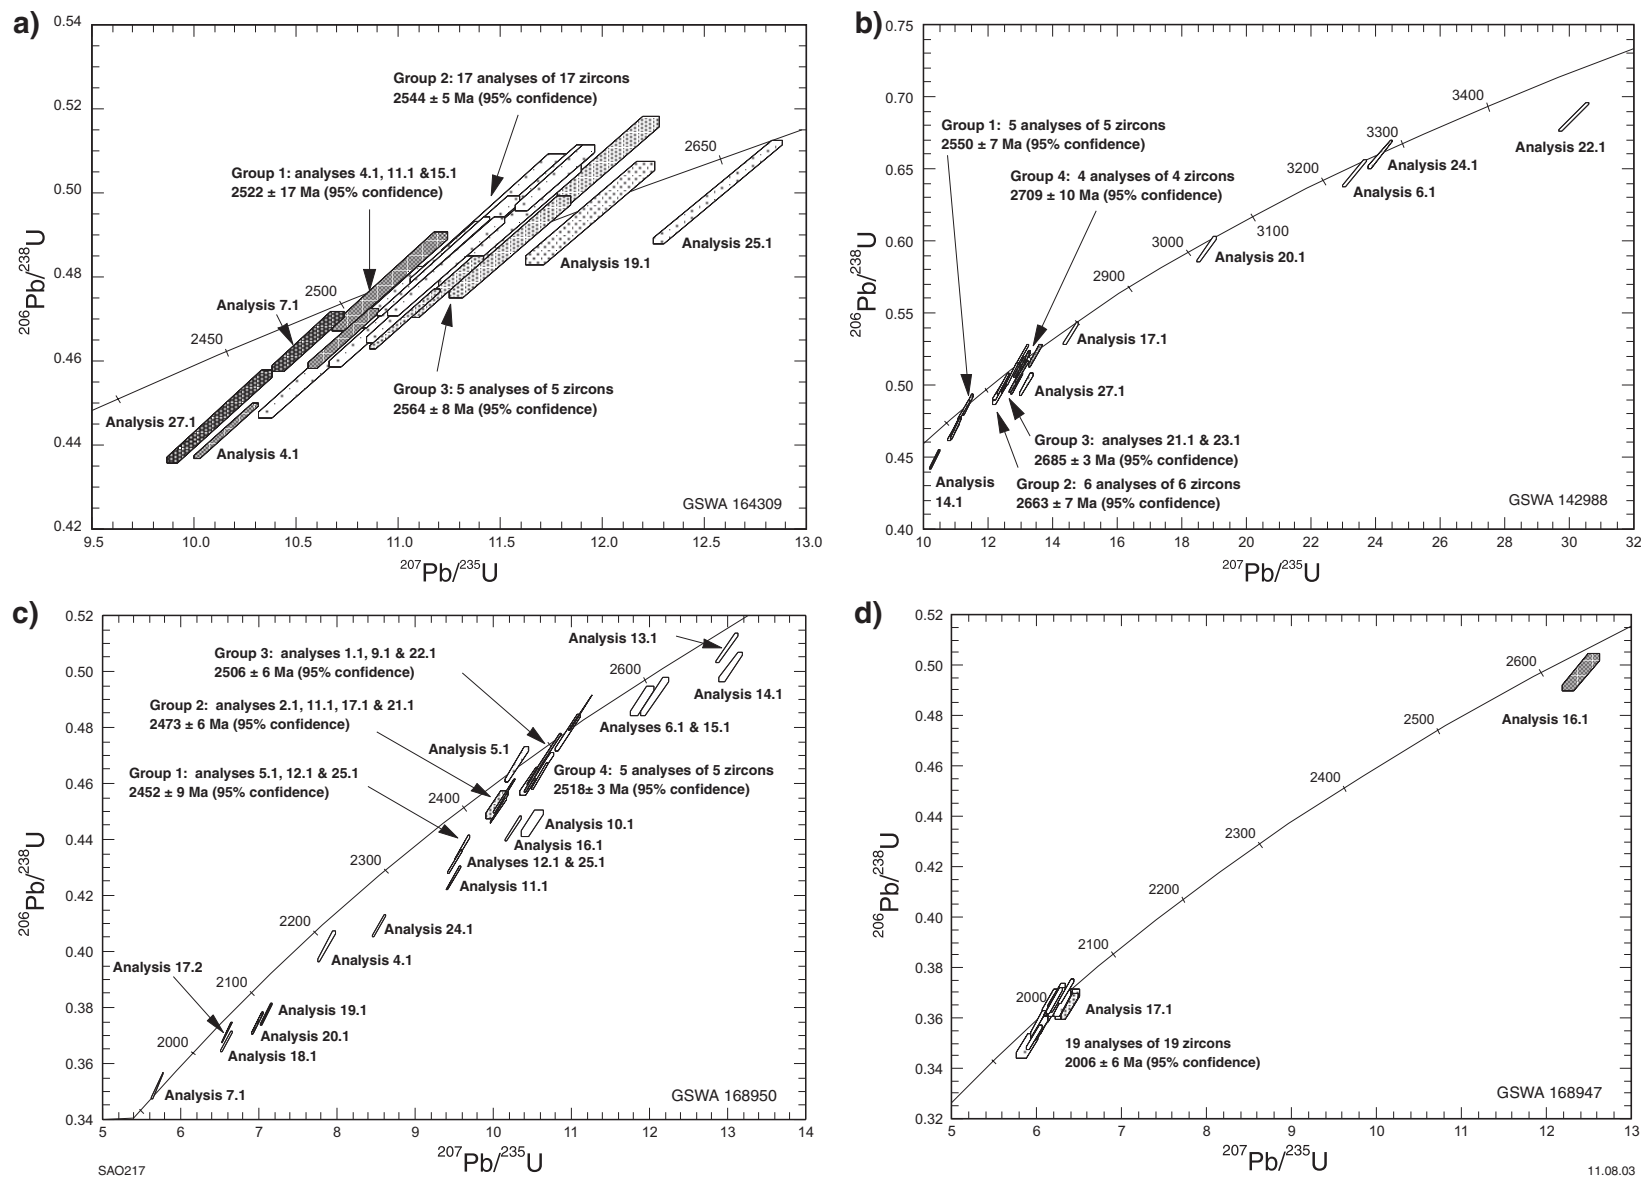 a)
0.54
0.52
0.50
0.48
0.46
0.44
0.42
9.5 10.0 10.5 11.0 11.5 12.0 12.5 13.0
206Pb/238U
207Pb/235U
Group 2: 17 analyses of 17 zircons
2544 ± 5 Ma (95% confidence)
Group 1: analyses 4.1, 11.1 &15.1
2522 ± 17 Ma (95% confidence)
2650
Analysis 25.1
Analysis 19.1
Analysis 7.1
2500
2450
Group 3: 5 analyses of 5 zircons
2564 ± 8 Ma (95% confidence)
Analysis 27.1
Analysis 4.1
GSWA 164309
b)
0.75
0.70
0.65
0.60
0.55
0.50
0.45
0.40
10 12 14 16 18 20 22 24 26 28 30 32
206Pb/238U
207Pb/235U
3400
Group 1: 5 analyses of 5 zircons
2550 ± 7 Ma (95% confidence)
3300
Analysis 22.1
Analysis 24.1
3200
Group 4: 4 analyses of 4 zircons
2709 ± 10 Ma (95% confidence)
Analysis 6.1
3100
3000
Analysis 20.1
2900
Analysis 17.1
Analysis 27.1
Group 3: analyses 21.1 & 23.1
2685 ± 3 Ma (95% confidence)
Group 2: 6 analyses of 6 zircons
2663 ± 7 Ma (95% confidence)
Analysis
14.1
GSWA 142988
c)
0.52
0.50
0.48
0.46
0.44
0.42
0.40
0.38
0.36
0.34
5 6 7 8 9 10 11 12 13 14
206Pb/238U
207Pb/235U
Analysis 13.1
Group 3: analyses 1.1, 9.1 & 22.1
2506 ± 6 Ma (95% confidence)
2600
Analysis 14.1
Group 2: analyses 2.1, 11.1, 17.1 & 21.1
2473 ± 6 Ma (95% confidence)
Analyses 6.1 & 15.1
Analysis 5.1
Group 1: analyses 5.1, 12.1 & 25.1
2452 ± 9 Ma (95% confidence)
Group 4: 5 analyses of 5 zircons
2518± 3 Ma (95% confidence)
2400
Analysis 10.1
Analysis 16.1
Analyses 12.1 & 25.1
2300
Analysis 11.1
2200
Analysis 24.1
Analysis 4.1
Analysis 17.2
2100
Analysis 19.1
Analysis 20.1
2000
Analysis 18.1
Analysis 7.1
GSWA 168950
d)
0.52
0.50
0.48
0.46
0.44
0.42
0.40
0.38
0.36
0.34
0.32
5 6 7 8 9 10 11 12 13
206Pb/238U
207Pb/235U
2600
Analysis 16.1
2500
2400
2300
2200
2100
2000
Analysis 17.1
19 analyses of 19 zircons
2006 ± 6 Ma (95% confidence)
GSWA 168947
SAO217
11.08.03